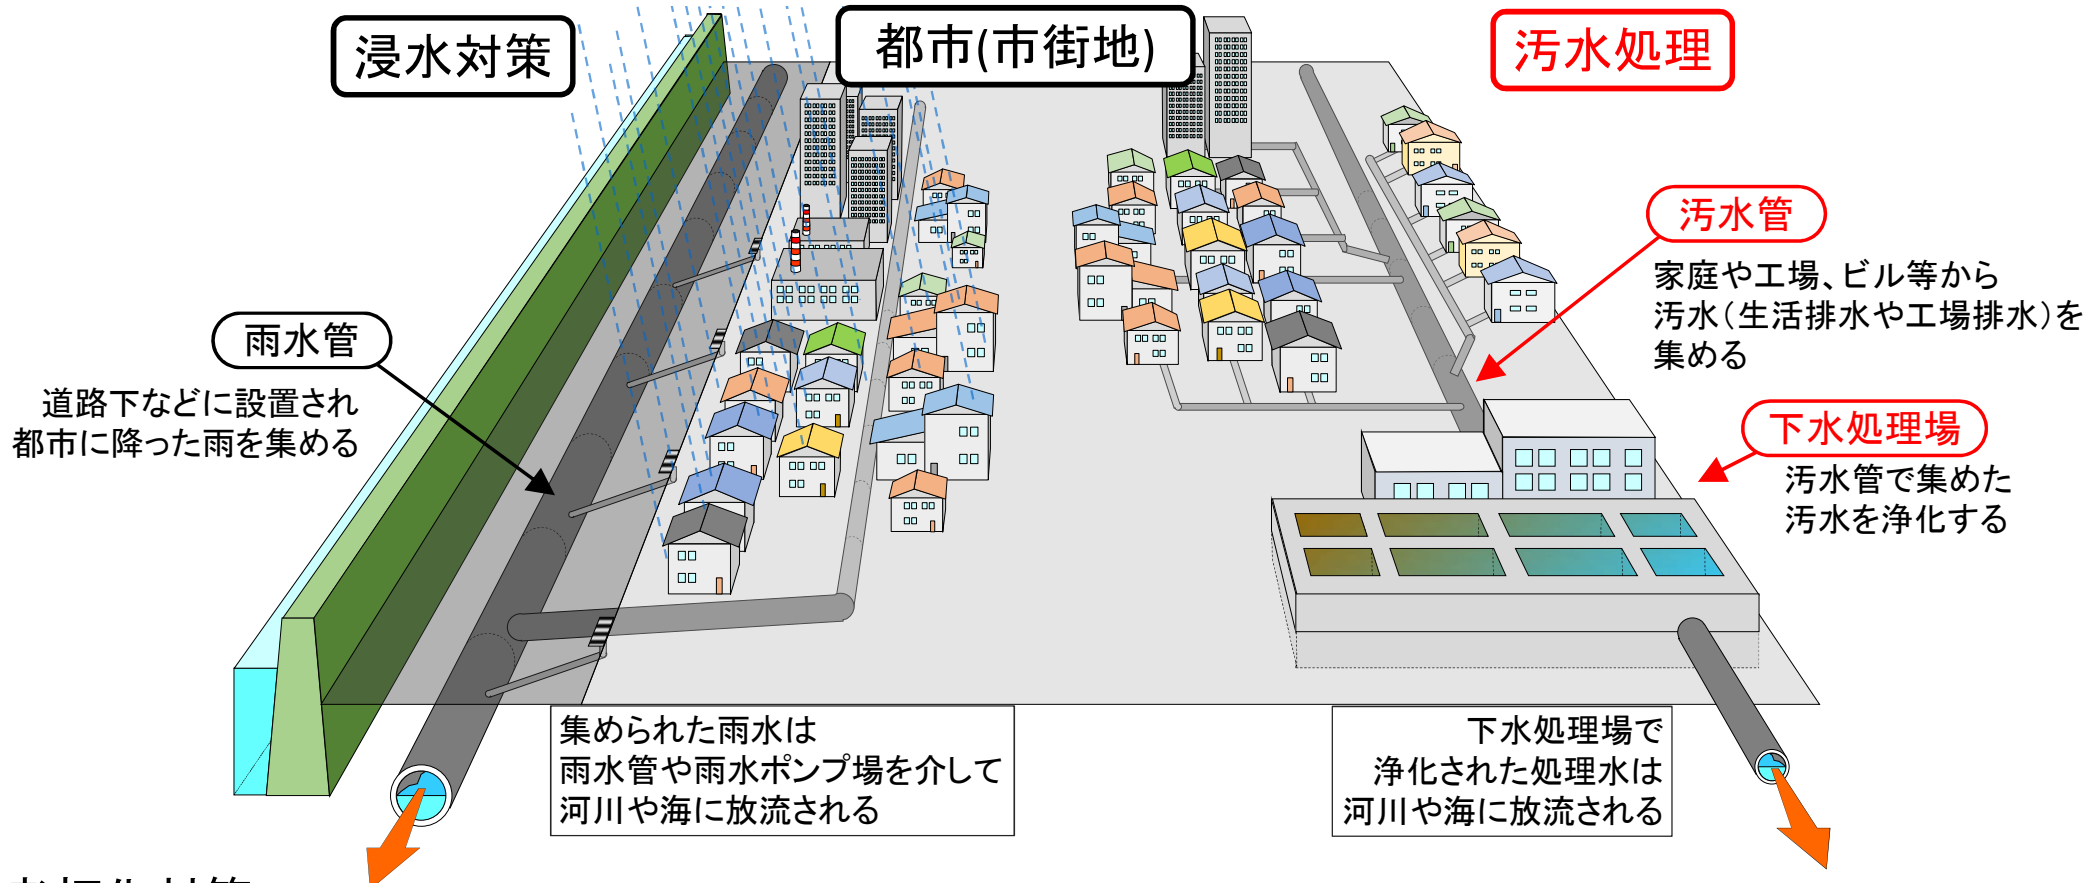 浸水対策
都市(市街地)
汚水処理
汚水管
家庭や工場、ビル等から
汚水(生活排水や工場排水)を
集める
雨水管
道路下などに設置され
都市に降った雨を集める
下水処理場
汚水管で集めた
汚水を浄化する
集められた雨水は
雨水管や雨水ポンプ場を介して
河川や海に放流される
下水処理場で
浄化された処理水は
河川や海に放流される